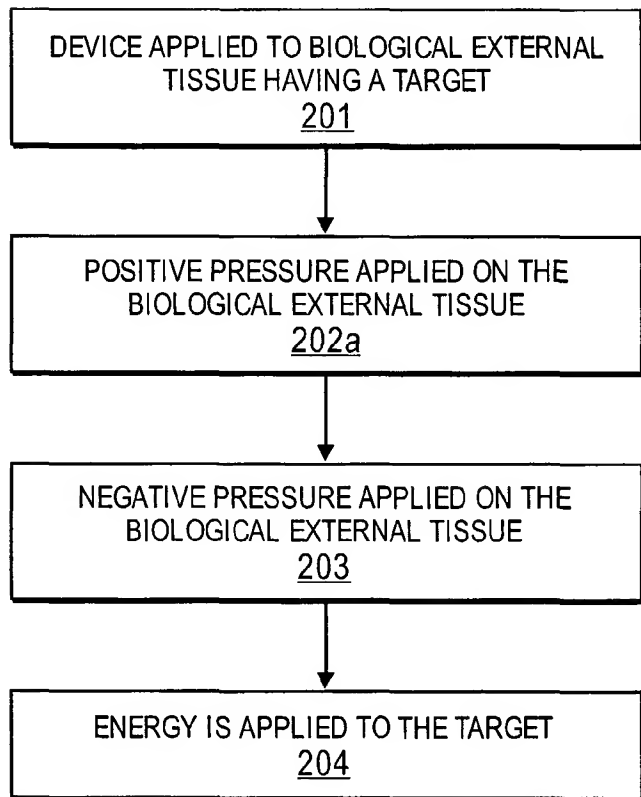 DEVICE APPLIED TO BIOLOGICAL EXTERNAL
TISSUE HAVING A TARGET
201
POSITIVE PRESSURE APPLIED ON THE
BIOLOGICAL EXTERNAL TISSUE
202a
NEGATIVE PRESSURE APPLIED ON THE
BIOLOGICAL EXTERNAL TISSUE
203
ENERGY IS APPLIED TO THE TARGET
204